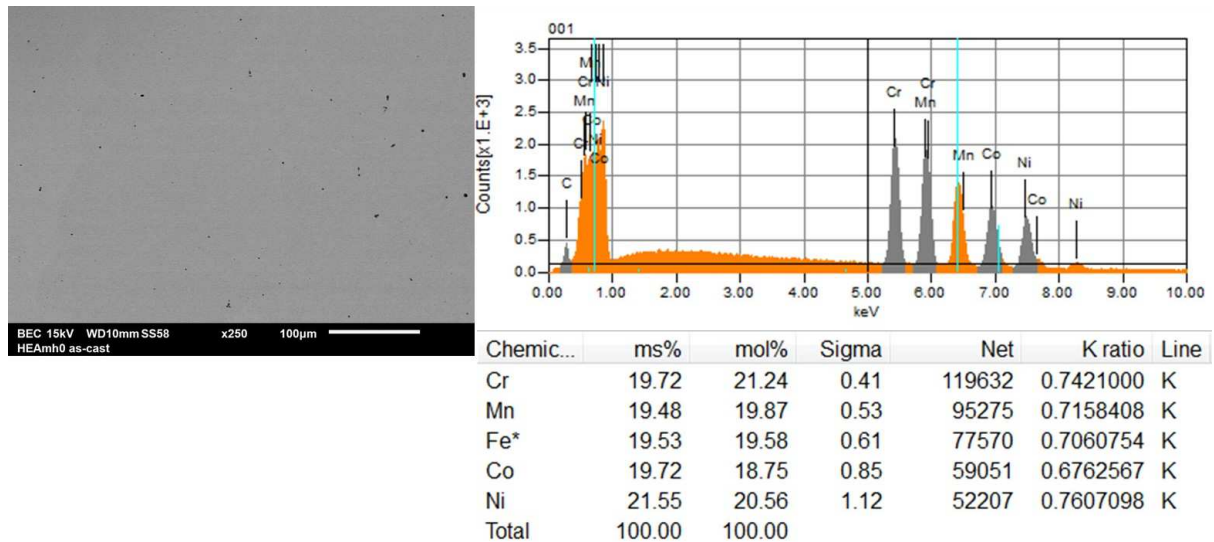 BEC 15kV WD10mm SS58 x250 100μm
HEAmh0 as-cast
001
Counts[x1.E+3]
3.5
3.0
2.5
2.0
1.5
1.0
0.5
0.0
C
Mn
Cr
Co
Ni
Co
Cr
Cr
Mn
Mn
Co
Ni
Co
Ni
0.00 1.00 2.00 3.00 4.00 5.00 6.00 7.00 8.00 9.00 10.00
keV
Chemic... ms% mol% Sigma Net K ratio Line
Cr 19.72 21.24 0.41 119632 0.7421000 K
Mn 19.48 19.87 0.53 95275 0.7158408 K
Fe* 19.53 19.58 0.61 77570 0.7060754 K
Co 19.72 18.75 0.85 59051 0.6762567 K
Ni 21.55 20.56 1.12 52207 0.7607098 K
Total 100.00 100.00